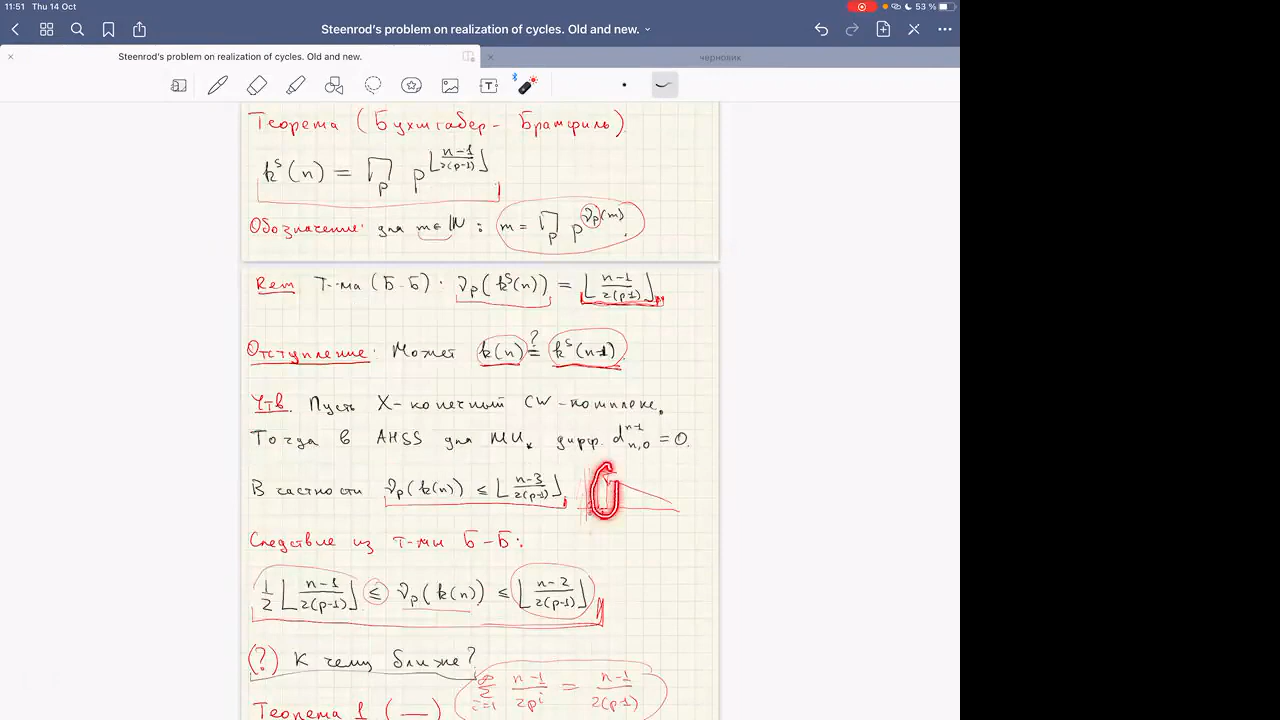 11:51 Thu 14 Oct 53 %
Steenrod's problem on realization of cycles. Old and new.
Steenrod's problem on realization of cycles. Old and new. черновик
Теорема (Бухштабер-Брамфиль)
k^s(n) = ∏_p p^{⌊(n-1)/(2(p-1))⌋}
Обозначение: для m∈ℕ : m = ∏_p p^{ν_p(m)}.
Rem Т-ма (Б-Б): ν_p(k^s(n)) = ⌊(n-1)/(2(p-1))⌋
Отступление: Может k(n) ?= k^s(n-1).
Утв. Пусть X-конечный CW-комплекс.
Тогда в AHSS для MU_* дифф. d^{n-1}_{n,0} = 0.
В частности ν_p(k(n)) ≤ ⌊(n-3)/(2(p-1))⌋.
Следствие из т-мы Б-Б:
1/2 ⌊(n-1)/(2(p-1))⌋ ≤ ν_p(k(n)) ≤ ⌊(n-2)/(2(p-1))⌋
(?) К чему ближе?
∑_{i=1}^∞ (n-1)/(2p^i) = (n-1)/(2(p-1))
Теорема 1 (—)